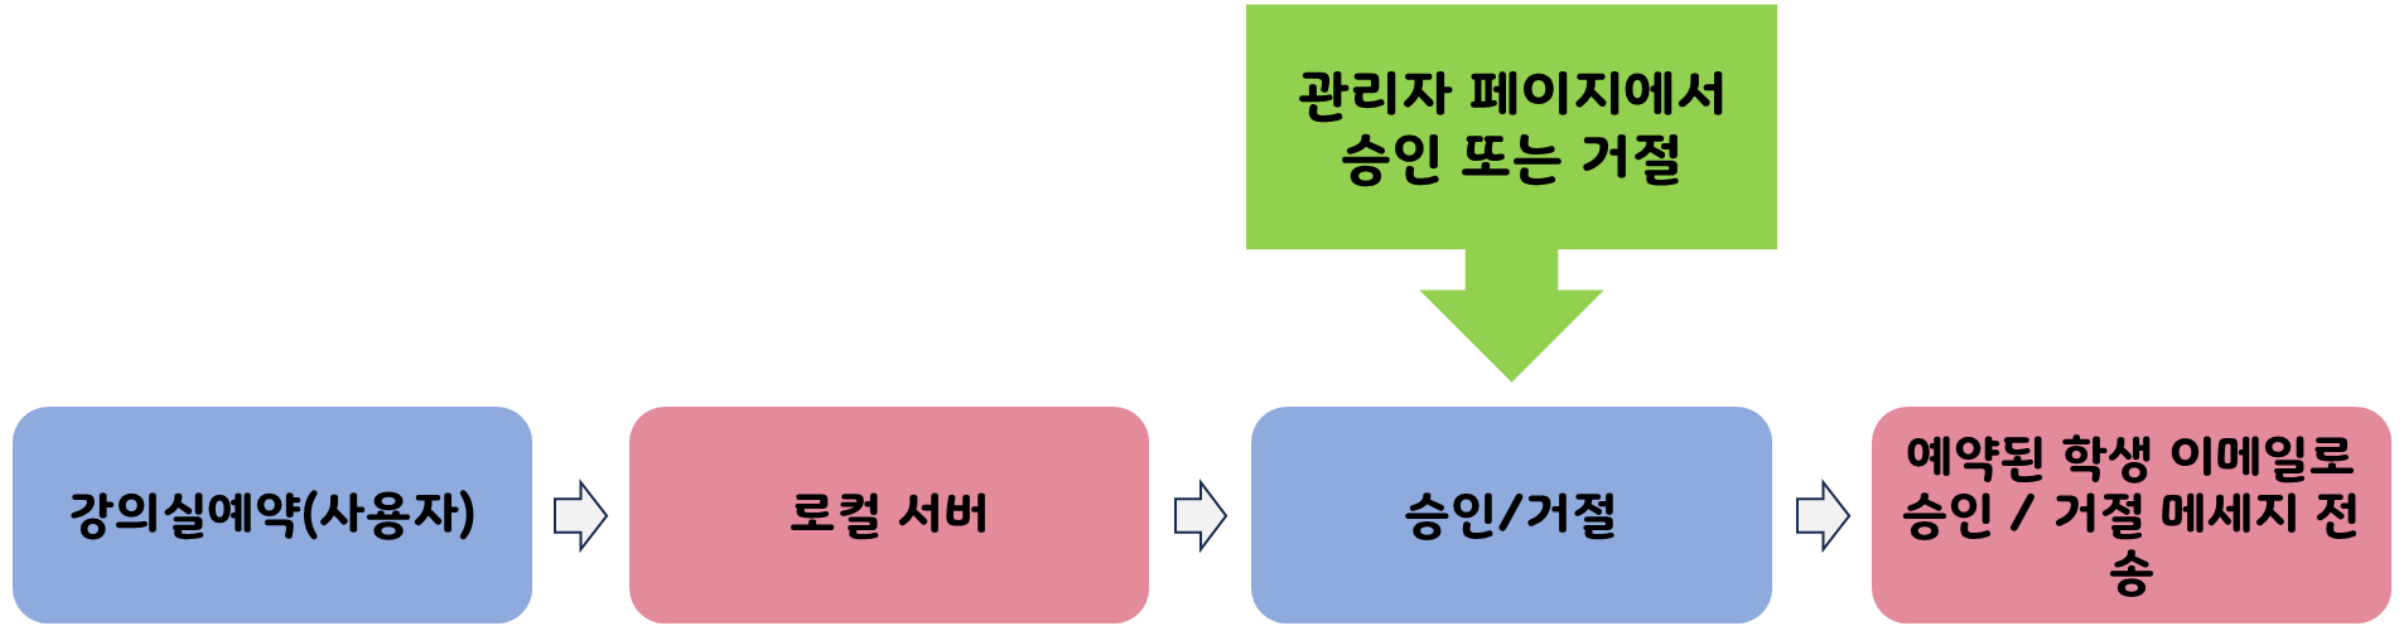 관리자 페이지에서
승인 또는 거절
강의실예약(사용자)
로컬 서버
승인/거절
예약된 학생 이메일로
승인 / 거절 메세지 전
송